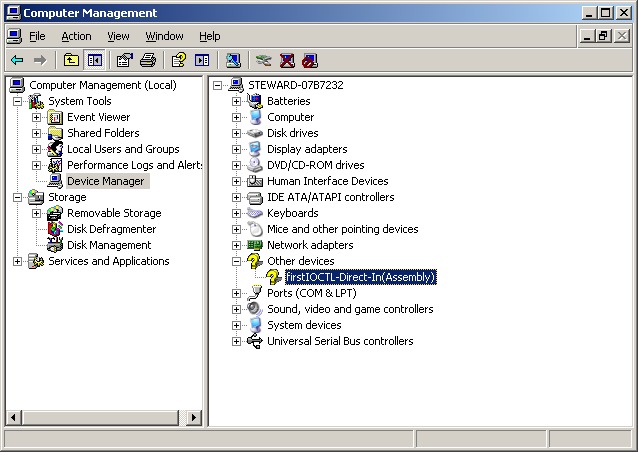 Computer Management
File Action View Window Help
Computer Management (Local)
System Tools
Event Viewer
Shared Folders
Local Users and Groups
Performance Logs and Alerts
Device Manager
Storage
Removable Storage
Disk Defragmenter
Disk Management
Services and Applications
STEWARD-07B7232
Batteries
Computer
Disk drives
Display adapters
DVD/CD-ROM drives
Human Interface Devices
IDE ATA/ATAPI controllers
Keyboards
Mice and other pointing devices
Network adapters
Other devices
firstIOCTL-Direct-In(Assembly)
Ports (COM & LPT)
Sound, video and game controllers
System devices
Universal Serial Bus controllers